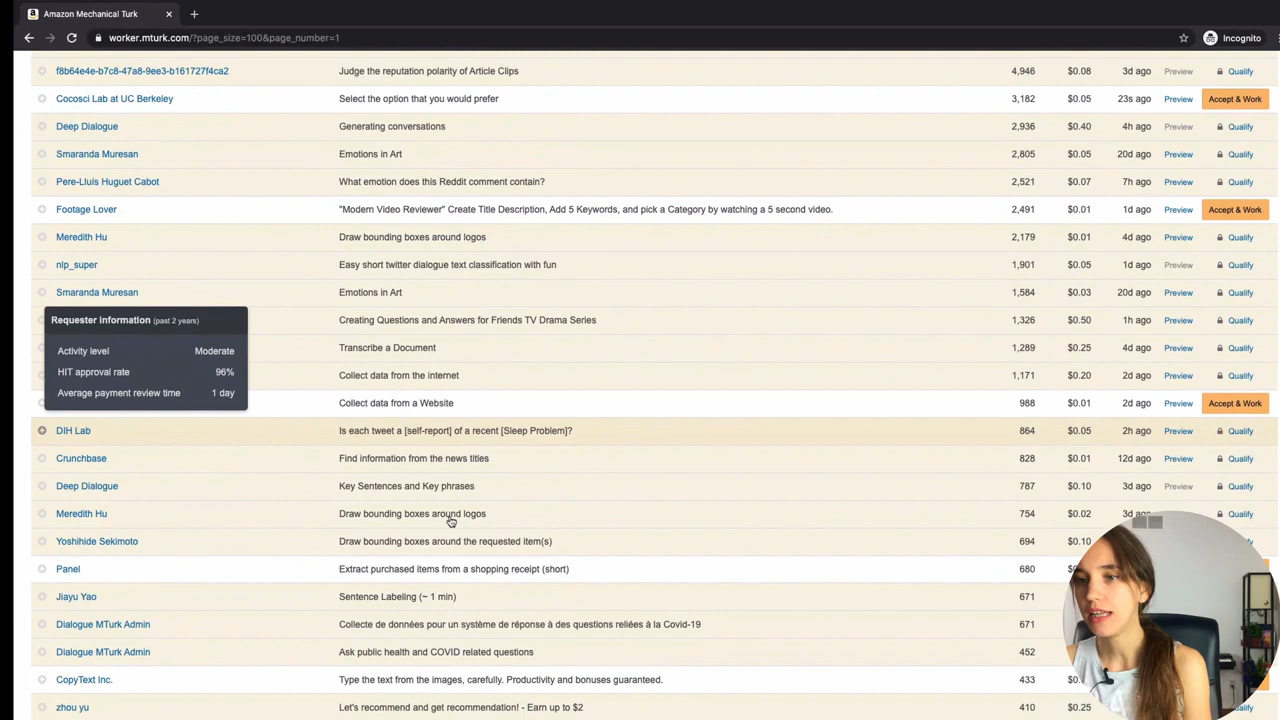 Amazon Mechanical Turk
worker.mturk.com/?page_size=100&page_number=1
Incognito
f8b64e4e-b7c8-47a8-9ee3-b161727f4ca2 Judge the reputation polarity of Article Clips 4,946 $0.08 3d ago Preview Qualify
Cocosci Lab at UC Berkeley Select the option that you would prefer 3,182 $0.05 23s ago Preview Accept & Work
Deep Dialogue Generating conversations 2,936 $0.40 4h ago Preview Qualify
Smaranda Muresan Emotions in Art 2,805 $0.05 20d ago Preview Qualify
Pere-Lluís Huguet Cabot What emotion does this Reddit comment contain? 2,521 $0.07 7h ago Preview Qualify
Footage Lover "Modern Video Reviewer" Create Title Description, Add 5 Keywords, and pick a Category by watching a 5 second video. 2,491 $0.01 1d ago Preview Accept & Work
Meredith Hu Draw bounding boxes around logos 2,179 $0.01 4d ago Preview Qualify
nlp_super Easy short twitter dialogue text classification with fun 1,901 $0.05 1d ago Preview Qualify
Smaranda Muresan Emotions in Art 1,584 $0.03 20d ago Preview Qualify
Requester information (past 2 years)
Creating Questions and Answers for Friends TV Drama Series 1,326 $0.50 1h ago Preview Qualify
Activity level Moderate
Transcribe a Document 1,289 $0.25 4d ago Preview Qualify
HIT approval rate 96%
Collect data from the internet 1,171 $0.20 2d ago Preview Qualify
Average payment review time 1 day
Collect data from a Website 988 $0.01 2d ago Preview Accept & Work
DIH Lab Is each tweet a [self-report] of a recent [Sleep Problem]? 864 $0.05 2h ago Preview Qualify
Crunchbase Find information from the news titles 828 $0.01 12d ago Preview Qualify
Deep Dialogue Key Sentences and Key phrases 787 $0.10 3d ago Preview Qualify
Meredith Hu Draw bounding boxes around logos 754 $0.02 3d ago Qualify
Yoshihide Sekimoto Draw bounding boxes around the requested item(s) 694 $0.10
Panel Extract purchased items from a shopping receipt (short) 680
Jiayu Yao Sentence Labeling (~ 1 min) 671
Dialogue MTurk Admin Collecte de données pour un système de réponse à des questions reliées à la Covid-19 671
Dialogue MTurk Admin Ask public health and COVID related questions 452
CopyText Inc. Type the text from the images, carefully. Productivity and bonuses guaranteed. 433
zhou yu Let's recommend and get recommendation! - Earn up to $2 410 $0.25